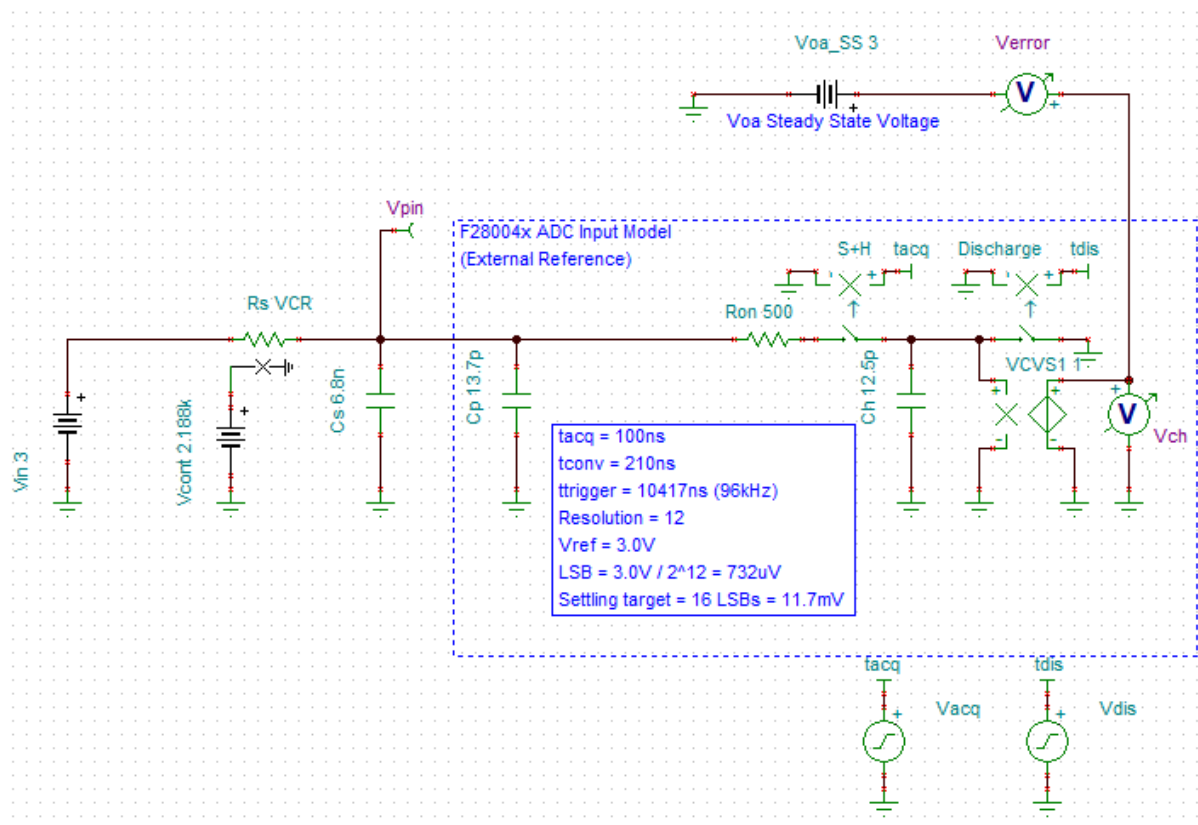 Voa_SS 3
Verror
V
+
+
Voa Steady State Voltage
Vpin
F28004x ADC Input Model
(External Reference)
S+H
tacq
Discharge
tdis
-
+
-
+
Rs VCR
Ron 500
VCVS1 1
Cs 6.8n
Cp 13.7p
Ch 12.5p
+
+
+
-
+
-
+
V
Vch
Vin 3
Vcont 2.188k
tacq = 100ns
tconv = 210ns
ttrigger = 10417ns (96kHz)
Resolution = 12
Vref = 3.0V
LSB = 3.0V / 2^12 = 732uV
Settling target = 16 LSBs = 11.7mV
tacq
tdis
+
Vacq
+
Vdis